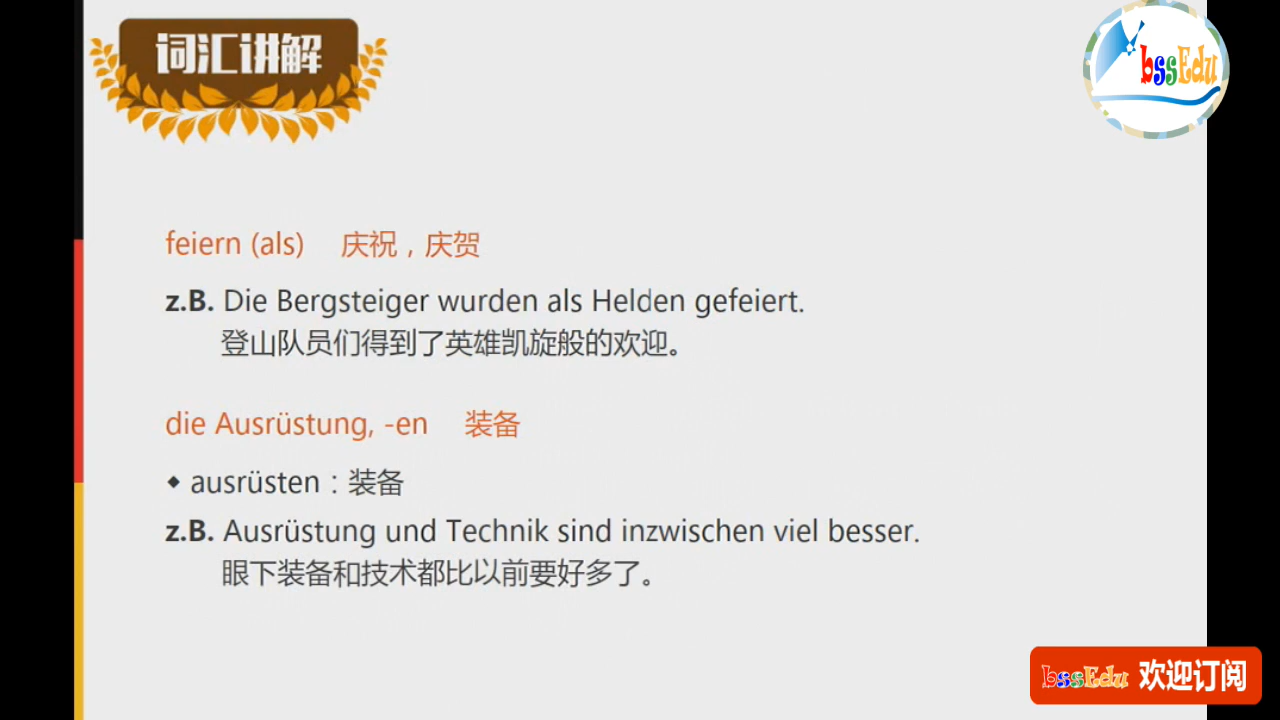 词汇讲解
bssEdu
feiern (als) 庆祝，庆贺
z.B. Die Bergsteiger wurden als Helden gefeiert.
登山队员们得到了英雄凯旋般的欢迎。
die Ausrüstung, -en 装备
◆ ausrüsten：装备
z.B. Ausrüstung und Technik sind inzwischen viel besser.
眼下装备和技术都比以前要好多了。
bssEdu 欢迎订阅